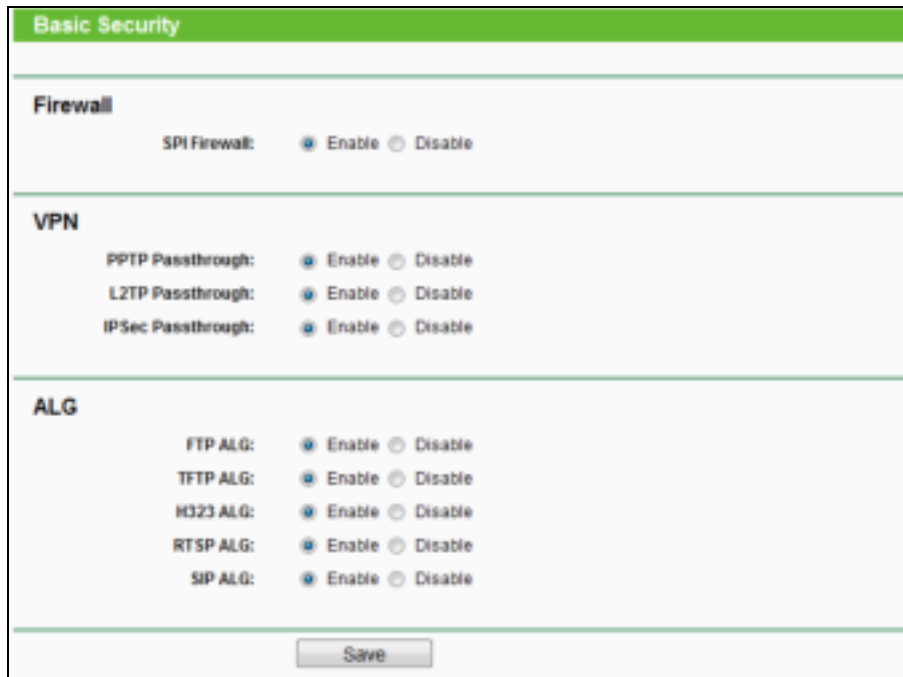 Basic Security
Firewall
SPI Firewall: Enable Disable
VPN
PPTP Passthrough: Enable Disable
L2TP Passthrough: Enable Disable
IPSec Passthrough: Enable Disable
ALG
FTP ALG: Enable Disable
TFTP ALG: Enable Disable
H323 ALG: Enable Disable
RTSP ALG: Enable Disable
SIP ALG: Enable Disable
Save